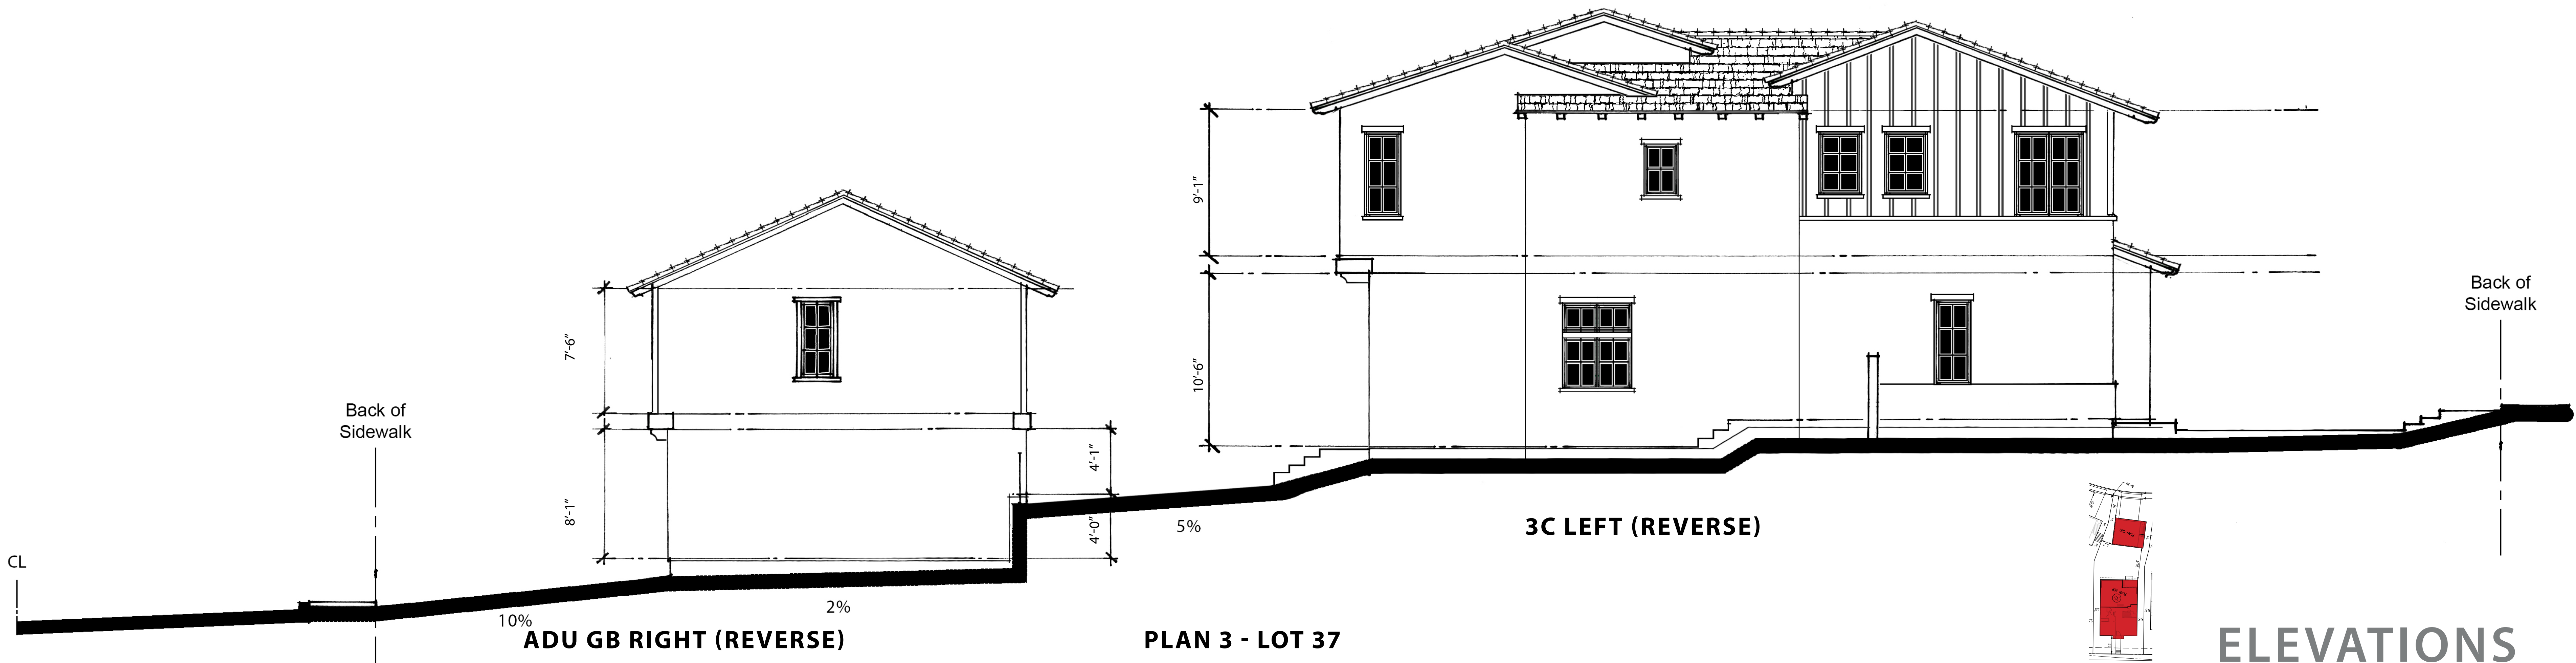 9'-1"
Back of
Sidewalk
7'-6"
10'-6"
Back of
Sidewalk
4'-1"
8'-1"
4'-0"
5%
3C LEFT (REVERSE)
CL
2%
10%
ADU GB RIGHT (REVERSE)
PLAN 3 - LOT 37
ELEVATIONS